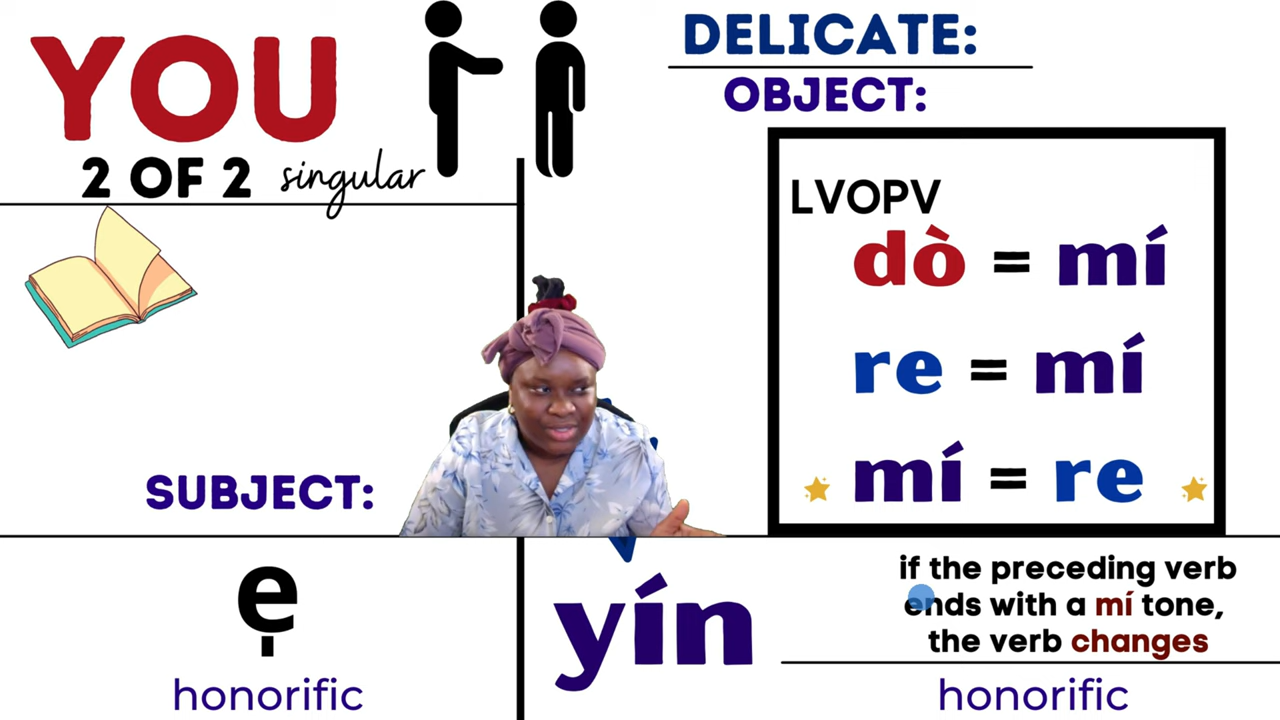 YOU
2 OF 2 singular
SUBJECT:
ẹ
honorific
DELICATE:
OBJECT:
LVOPV
dò = mí
re = mí
mí = re
yín
if the preceding verb
ends with a mí tone,
the verb changes
honorific